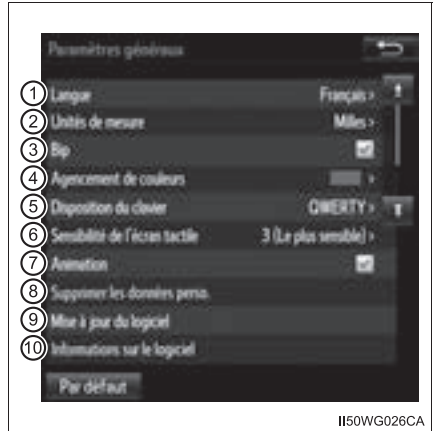 Paramètres généraux
1 Langue Français >
2 Unités de mesure Milles >
3 Bip
4 Agencement de couleurs >
5 Disposition du clavier QWERTY >
6 Sensibilité de l'écran tactile 3 (Le plus sensible) >
7 Animation
8 Supprimer les données perso.
9 Mise à jour du logiciel
10 Informations sur le logiciel
Par défaut
II50WG026CA